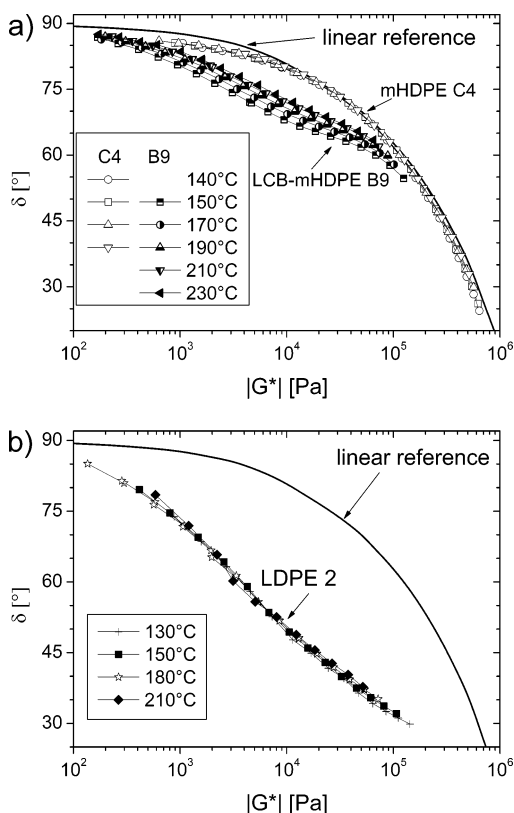 a)
90
75
60
45
30
δ [°]
linear reference
mHDPE C4
LCB-mHDPE B9
C4 B9
140°C
150°C
170°C
190°C
210°C
230°C
10² 10³ 10⁴ 10⁵ 10⁶
|G*| [Pa]
b)
90
75
60
45
30
δ [°]
linear reference
LDPE 2
130°C
150°C
180°C
210°C
10² 10³ 10⁴ 10⁵ 10⁶
|G*| [Pa]